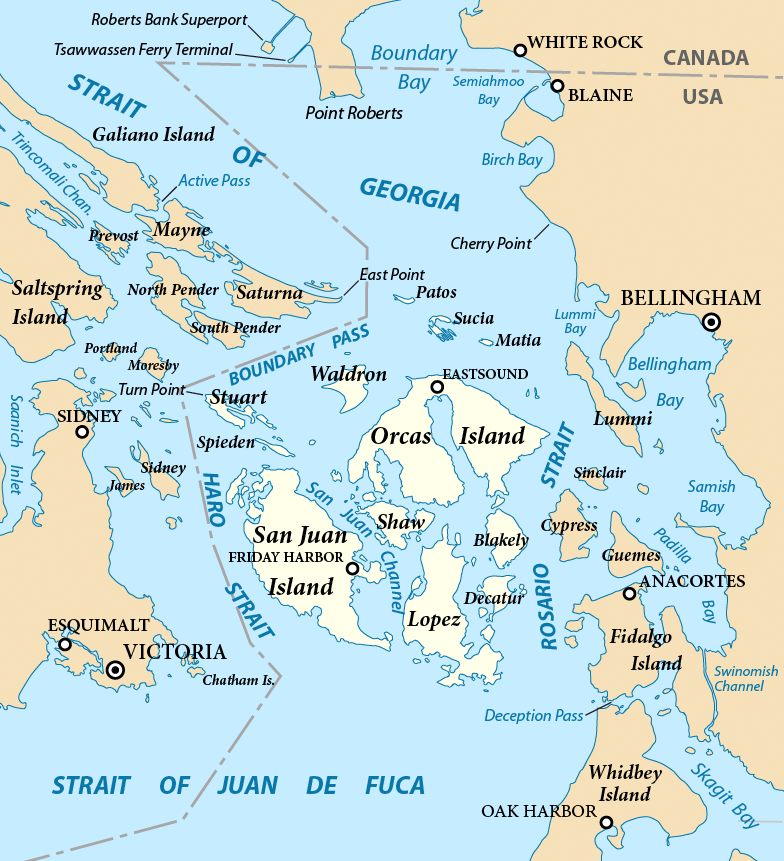 Roberts Bank Superport
Tsawwassen Ferry Terminal
Boundary
Bay
WHITE ROCK
CANADA
USA
Semiahmoo
Bay
BLAINE
Point Roberts
STRAIT
OF
GEORGIA
Galiano Island
Trincomali Chan.
Active Pass
Birch Bay
Prevost
Mayne
Cherry Point
East Point
Saltspring
Island
North Pender
Saturna
Patos
BELLINGHAM
South Pender
Sucia
Lummi
Bay
Matia
BOUNDARY PASS
Portland
Moresby
Bellingham
Bay
Turn Point
Waldron
EASTSOUND
Stuart
Saanich Inlet
SIDNEY
Lummi
Spieden
Orcas
Island
STRAIT
Sidney
James
HARO
Sinclair
Samish
Bay
San Juan
Channel
Shaw
San Juan
Island
FRIDAY HARBOR
Blakely
Cypress
Guemes
Padilla
Bay
ROSARIO
ANACORTES
STRAIT
Decatur
Lopez
ESQUIMALT
VICTORIA
Fidalgo
Island
Chatham Is.
Swinomish
Channel
Deception Pass
STRAIT OF JUAN DE FUCA
Whidbey
Island
Skagit Bay
OAK HARBOR